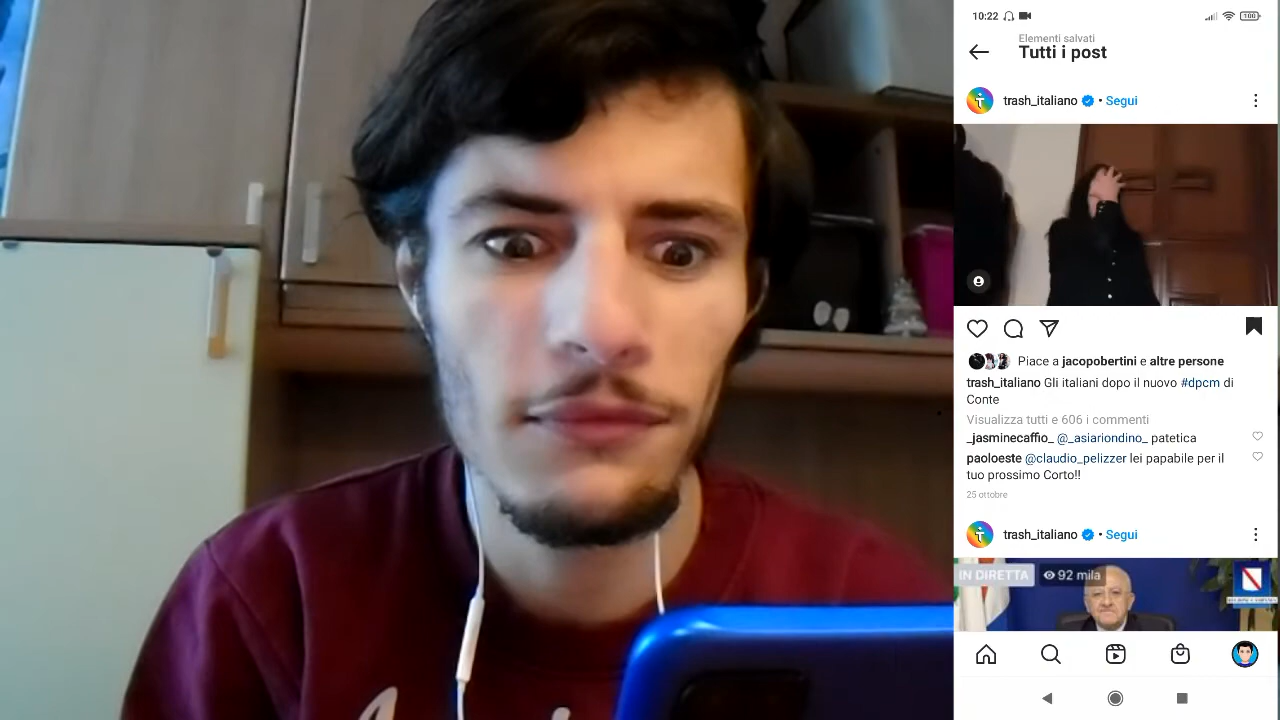 10:22
100
Elementi salvati
Tutti i post
trash_italiano • Segui
Piace a jacopobertini e altre persone
trash_italiano Gli italiani dopo il nuovo #dpcm di
Conte
Visualizza tutti e 606 i commenti
_jasminecaffio_ @_asiariondino_ patetica
paoloeste @claudio_pelizzer lei papabile per il
tuo prossimo Corto!!
25 ottobre
trash_italiano • Segui
IN DIRETTA 92 mila